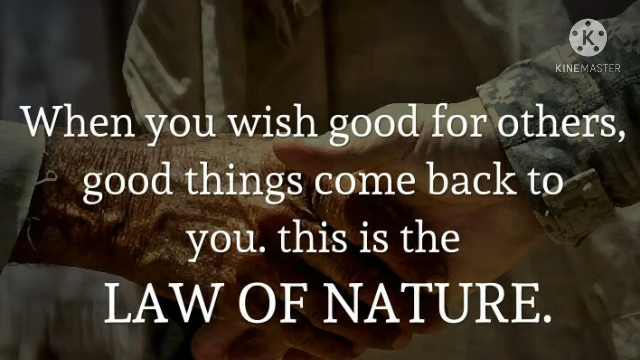 K
KINEMASTER
When you wish good for others,
good things come back to
you. this is the
LAW OF NATURE.